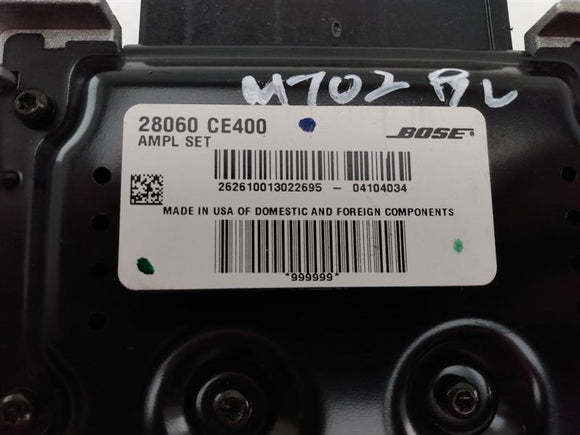 M702 RL
28060 CE400
AMPL SET
BOSE
262610013022695 - 04104034
MADE IN USA OF DOMESTIC AND FOREIGN COMPONENTS
*999999*